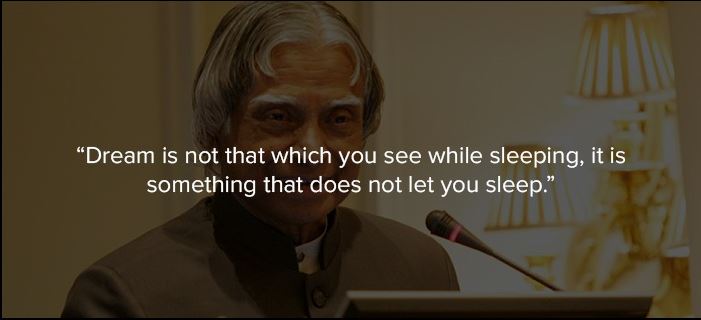 “Dream is not that which you see while sleeping, it is
something that does not let you sleep.”